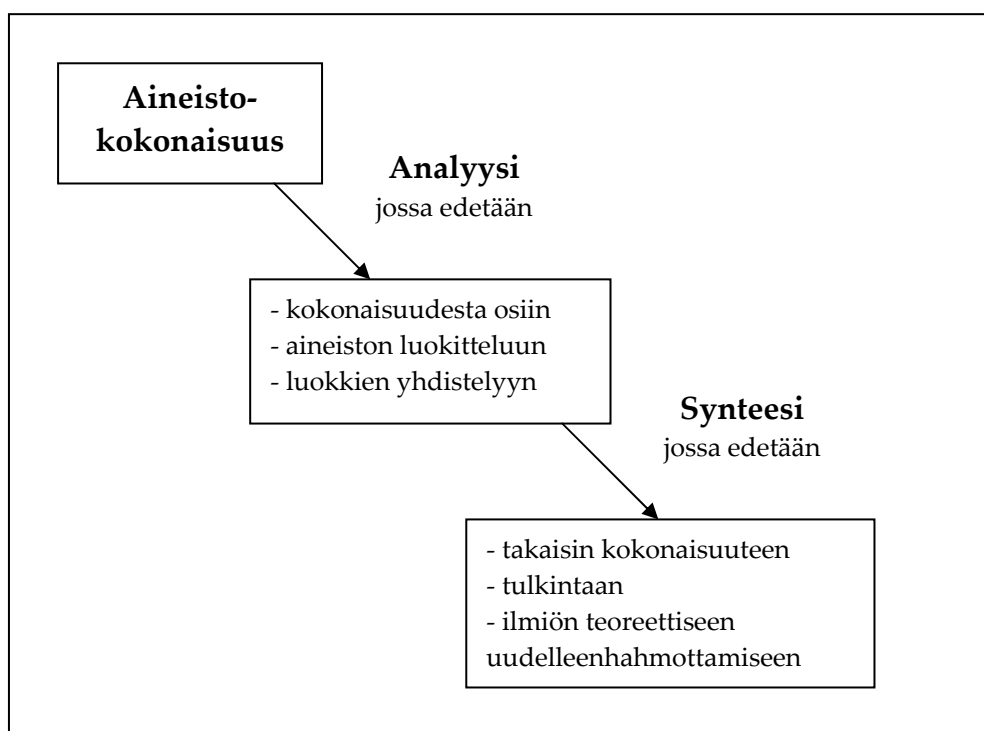 Aineisto-
kokonaisuus
Analyysi
jossa edetään
- kokonaisuudesta osiin
- aineiston luokitteluun
- luokkien yhdistelyyn
Synteesi
jossa edetään
- takaisin kokonaisuuteen
- tulkintaan
- ilmiön teoreettiseen
uudelleenhahmottamiseen